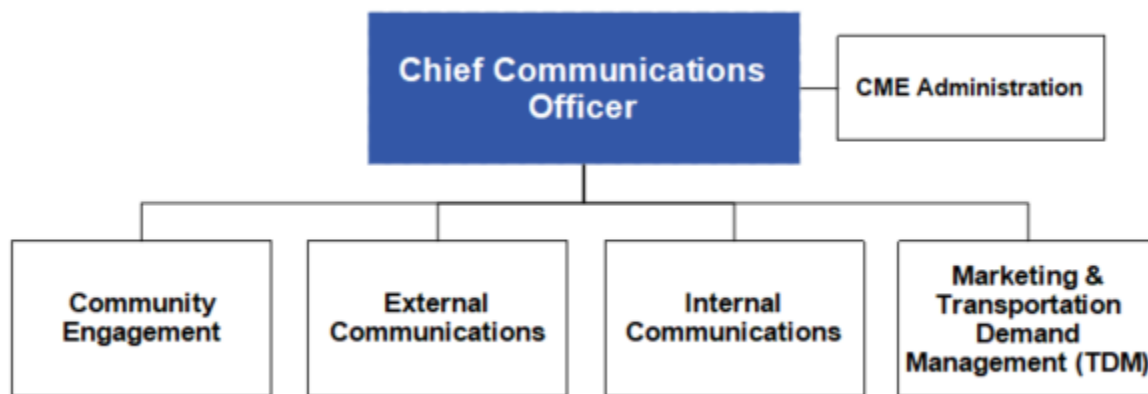 Chief Communications
Officer
CME Administration
Community
Engagement
External
Communications
Internal
Communications
Marketing &
Transportation
Demand
Management (TDM)